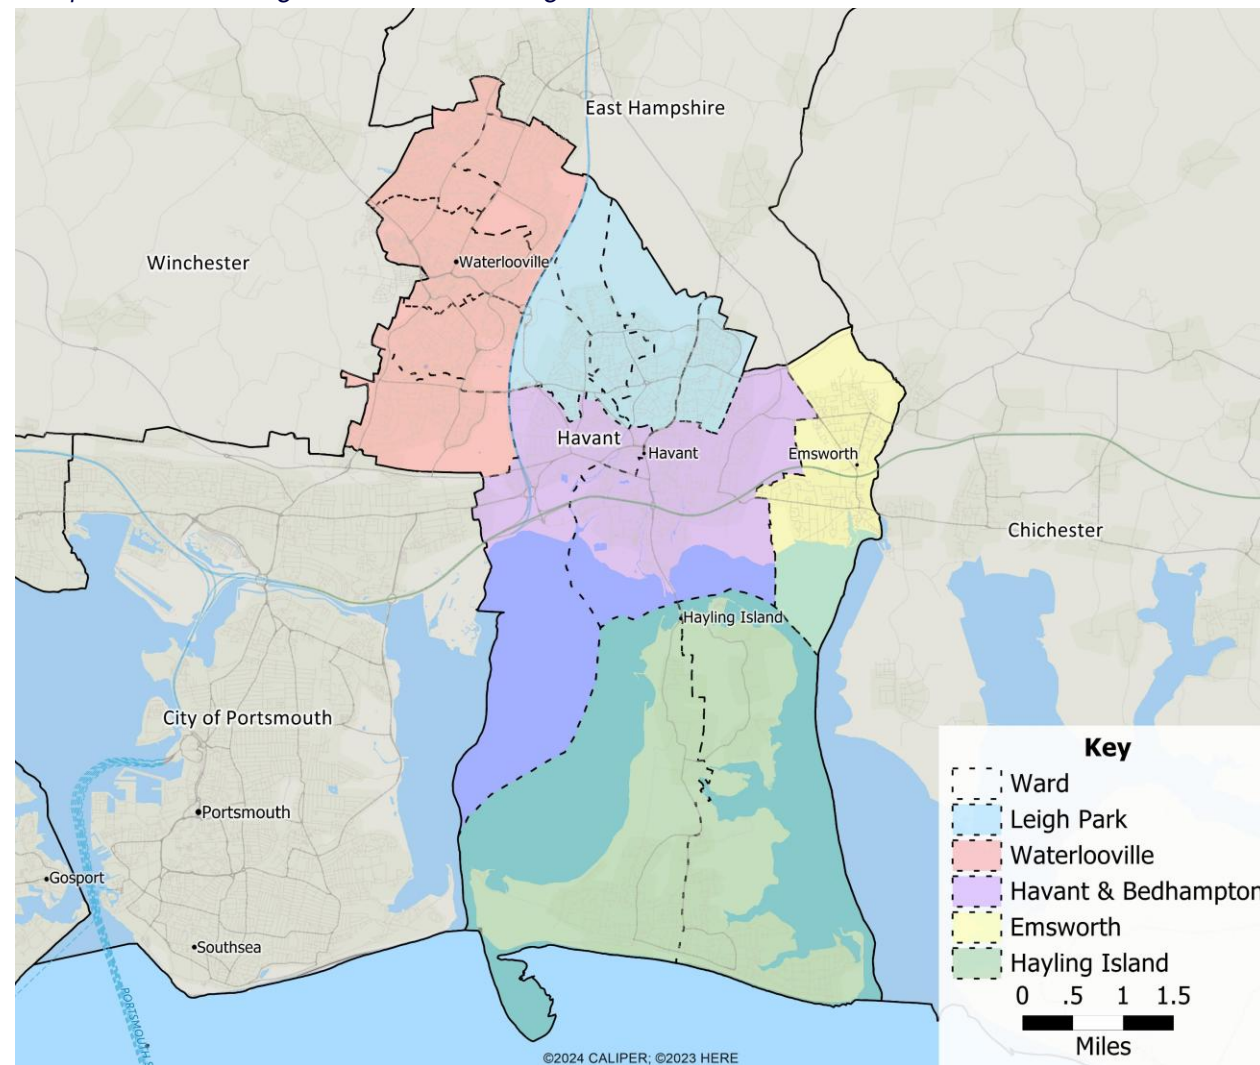 East Hampshire
Winchester
Waterlooville
Havant
Havant
Emsworth
Chichester
Hayling Island
City of Portsmouth
Portsmouth
Gosport
Southsea
Key
Ward
Leigh Park
Waterlooville
Havant & Bedhampton
Emsworth
Hayling Island
0 .5 1 1.5
Miles
©2024 CALIPER; ©2023 HERE